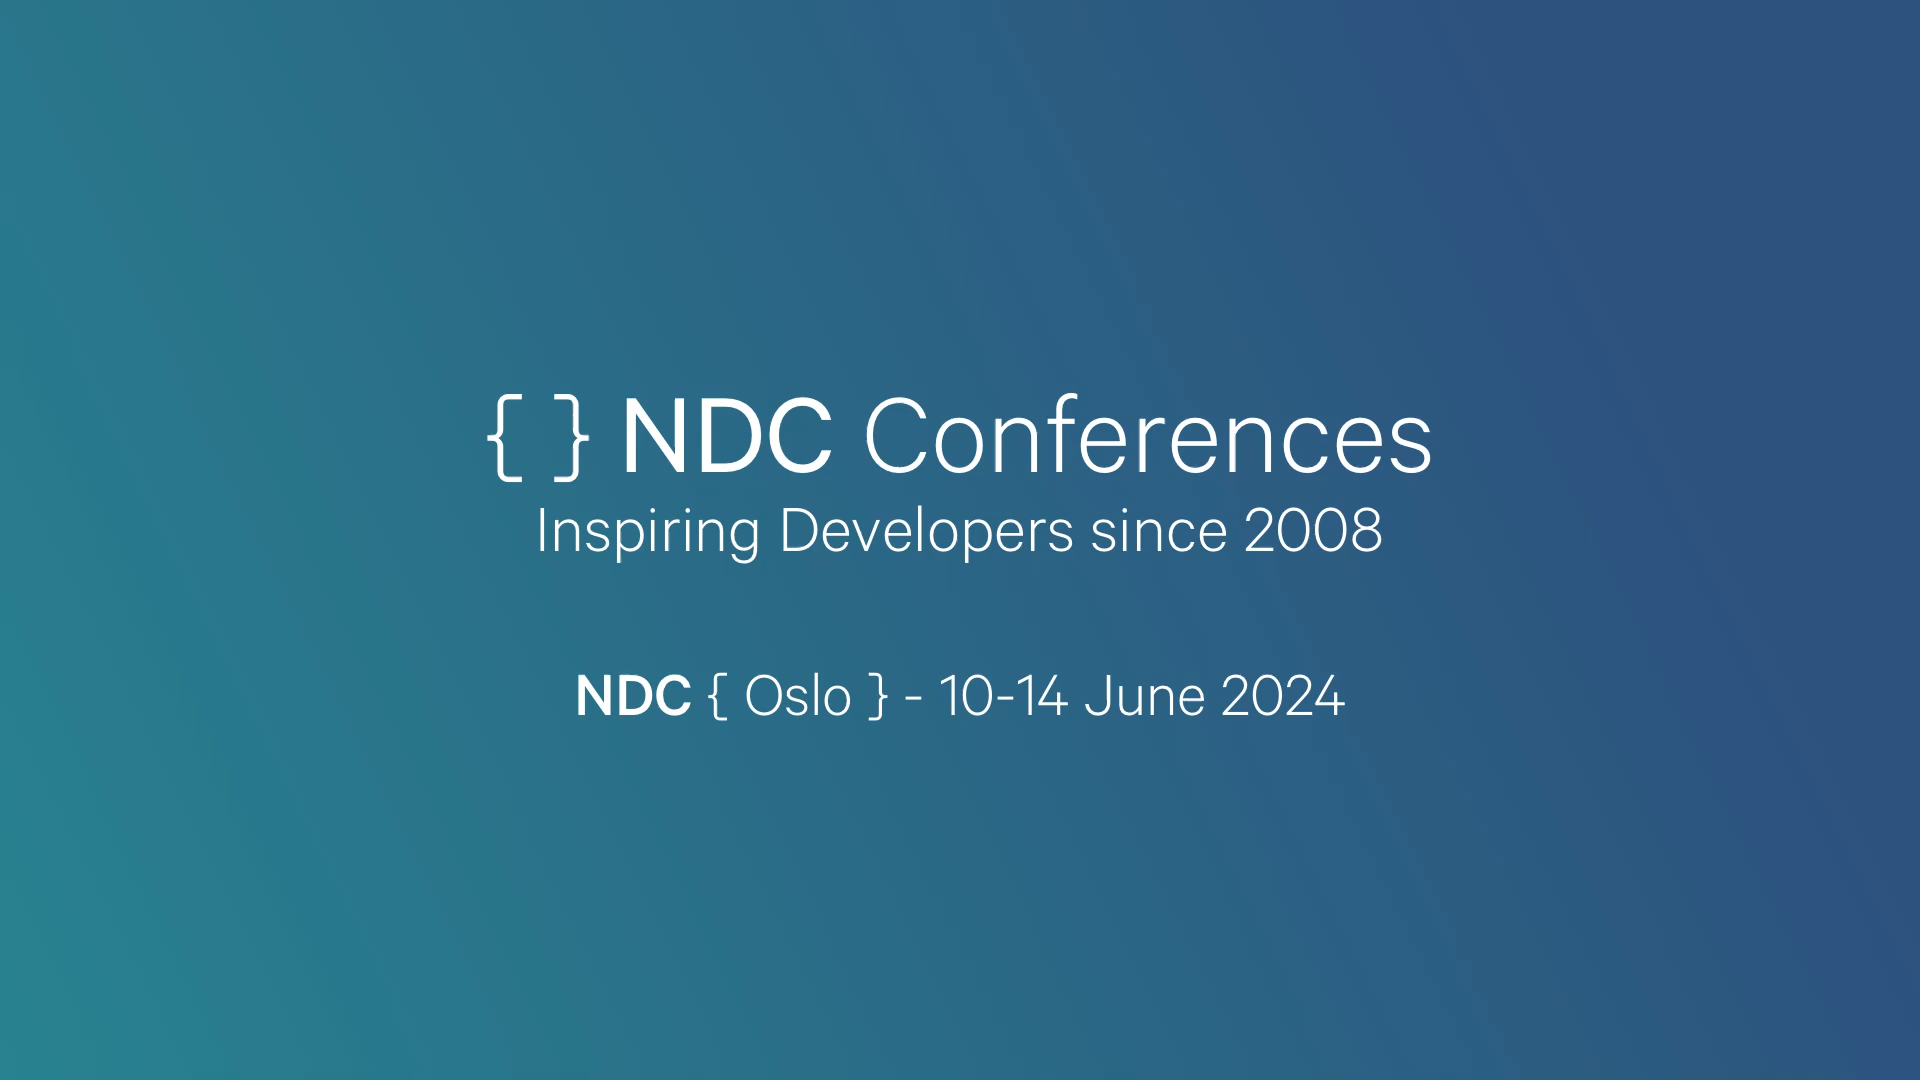 { } NDC Conferences
Inspiring Developers since 2008
NDC { Oslo } - 10-14 June 2024